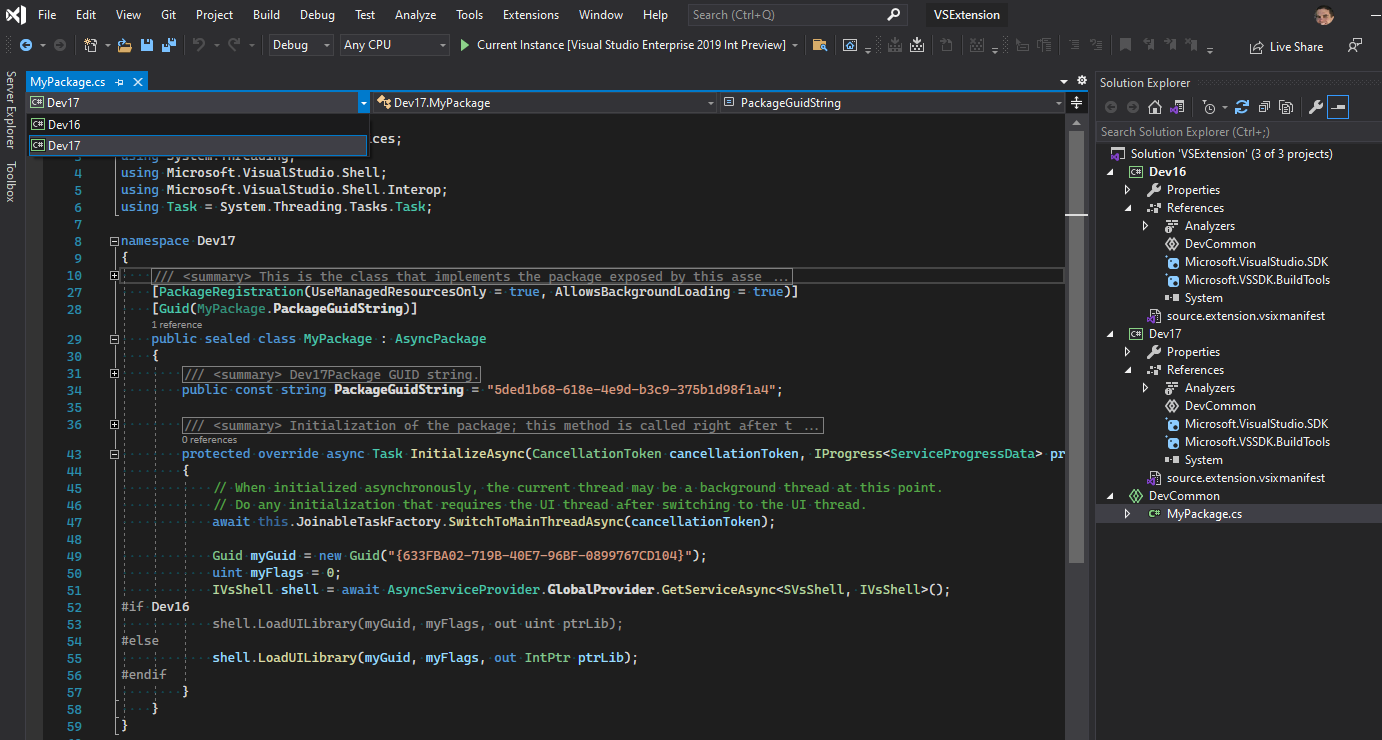 File Edit View Git Project Build Debug Test Analyze Tools Extensions Window Help Search (Ctrl+Q) VSExtension
Debug Any CPU Current Instance [Visual Studio Enterprise 2019 Int Preview] Live Share
Server Explorer
Toolbox
MyPackage.cs
Dev17 Dev17.MyPackage PackageGuidString
Dev16
Dev17
ices;
3 using System.Threading;
4 using Microsoft.VisualStudio.Shell;
5 using Microsoft.VisualStudio.Shell.Interop;
6 using Task = System.Threading.Tasks.Task;
7
8 namespace Dev17
9 {
10 /// <summary> This is the class that implements the package exposed by this asse ...
27 [PackageRegistration(UseManagedResourcesOnly = true, AllowsBackgroundLoading = true)]
28 [Guid(MyPackage.PackageGuidString)]
1 reference
29 public sealed class MyPackage : AsyncPackage
30 {
31 /// <summary> Dev17Package GUID string.
34 public const string PackageGuidString = "5ded1b68-618e-4e9d-b3c9-375b1d98f1a4";
35
36 /// <summary> Initialization of the package; this method is called right after t ...
0 references
43 protected override async Task InitializeAsync(CancellationToken cancellationToken, IProgress<ServiceProgressData> pr
44 {
45 // When initialized asynchronously, the current thread may be a background thread at this point.
46 // Do any initialization that requires the UI thread after switching to the UI thread.
47 await this.JoinableTaskFactory.SwitchToMainThreadAsync(cancellationToken);
48
49 Guid myGuid = new Guid("{633FBA02-719B-40E7-96BF-0899767CD104}");
50 uint myFlags = 0;
51 IVsShell shell = await AsyncServiceProvider.GlobalProvider.GetServiceAsync<SVsShell, IVsShell>();
52 #if Dev16
53 shell.LoadUILibrary(myGuid, myFlags, out uint ptrLib);
54 #else
55 shell.LoadUILibrary(myGuid, myFlags, out IntPtr ptrLib);
56 #endif
57 }
58 }
59 }
Solution Explorer
Search Solution Explorer (Ctrl+;)
Solution 'VSExtension' (3 of 3 projects)
C# Dev16
Properties
References
Analyzers
DevCommon
Microsoft.VisualStudio.SDK
Microsoft.VSSDK.BuildTools
System
source.extension.vsixmanifest
C# Dev17
Properties
References
Analyzers
DevCommon
Microsoft.VisualStudio.SDK
Microsoft.VSSDK.BuildTools
System
source.extension.vsixmanifest
DevCommon
C# MyPackage.cs